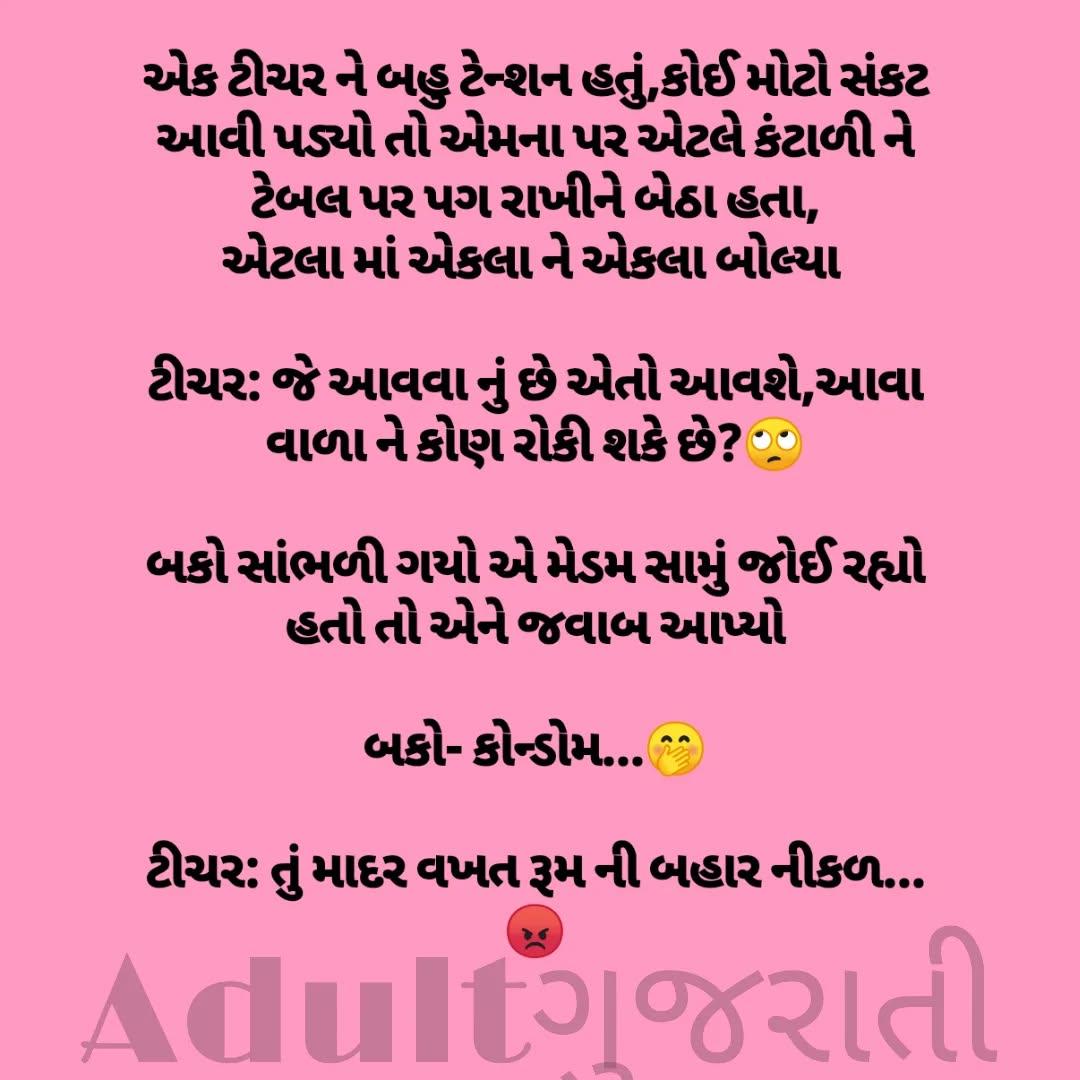 એક ટીચર ને બહુ ટેન્શન હતું,કોઈ મોટો સંકટ
આવી પડ્યો તો એમના પર એટલે કંટાળી ને
ટેબલ પર પગ રાખીને બેઠા હતા,
એટલા માં એકલા ને એકલા બોલ્યા
ટીચર: જે આવવા નું છે એતો આવશે,આવા
વાળા ને કોણ રોકી શકે છે?🙄
બકો સાંભળી ગયો એ મેડમ સામું જોઈ રહ્યો
હતો તો એને જવાબ આપ્યો
બકો- કોન્ડોમ...🤭
ટીચર: તું માદર વખત રૂમ ની બહાર નીકળ...
😡
Adultગુજરાતી